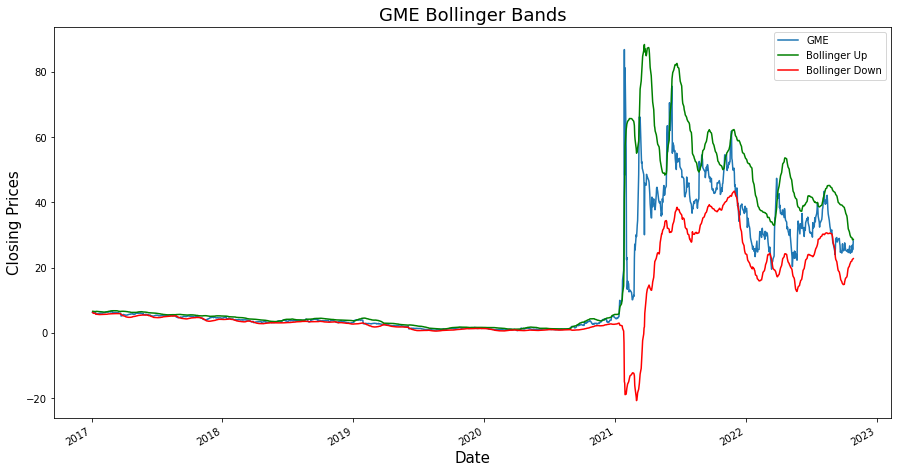 GME Bollinger Bands
GME
Bollinger Up
Bollinger Down
Closing Prices
80
60
40
20
0
−20
2017
2018
2019
2020
2021
2022
2023
Date